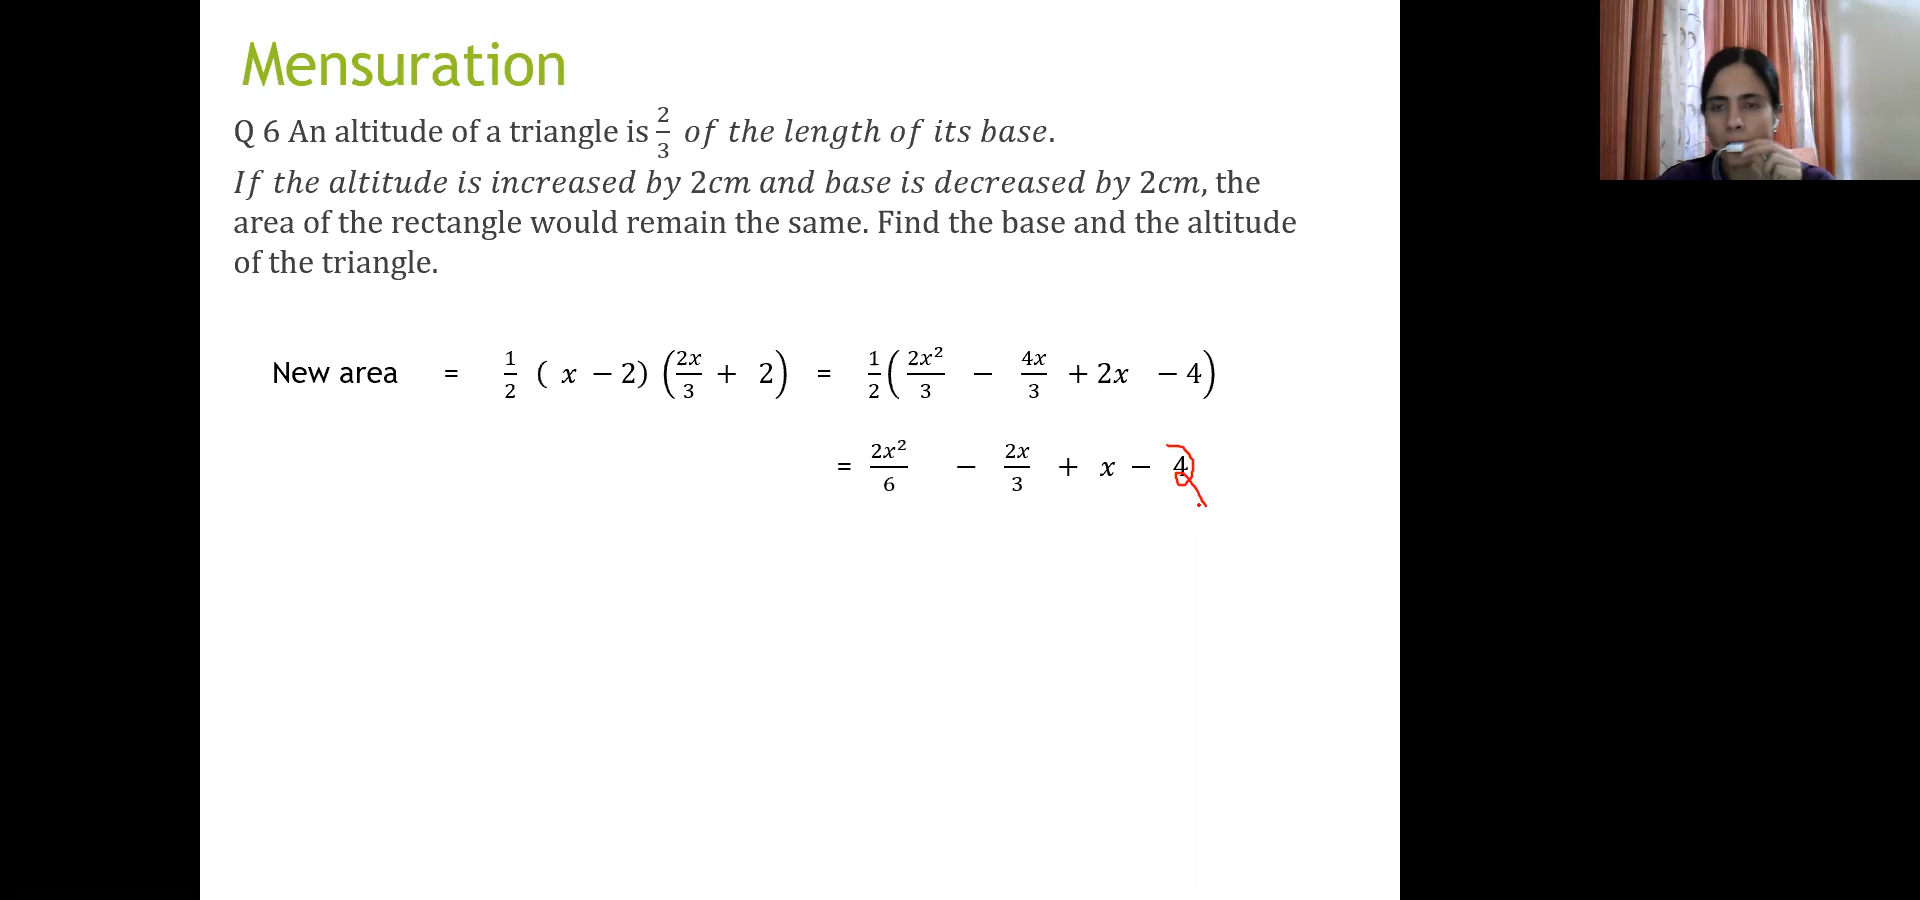 Mensuration
Q 6 An altitude of a triangle is 2/3 of the length of its base.
If the altitude is increased by 2cm and base is decreased by 2cm, the
area of the rectangle would remain the same. Find the base and the altitude
of the triangle.
New area = 1/2 ( x − 2) (2x/3 + 2) = 1/2(2x²/3 − 4x/3 + 2x − 4)
= 2x²/6 − 2x/3 + x − 4